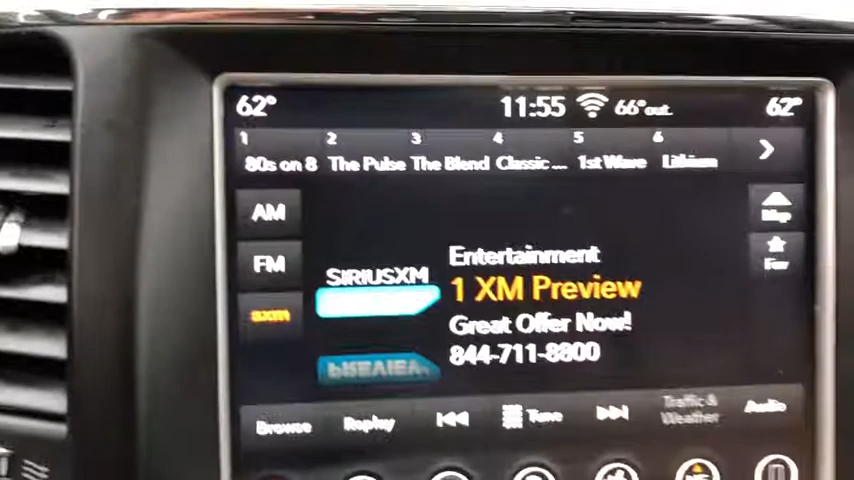 62° 11:55 66°out. 62°
1 2 3 4 5 6
80s on 8 The Pulse The Blend Classic ... 1st Wave Lithium
AM
FM
sxm
SIRIUSXM
Entertainment
1 XM Preview
Great Offer Now!
844-711-8800
Map
Fav
Browse Replay Tune Traffic & Weather Audio